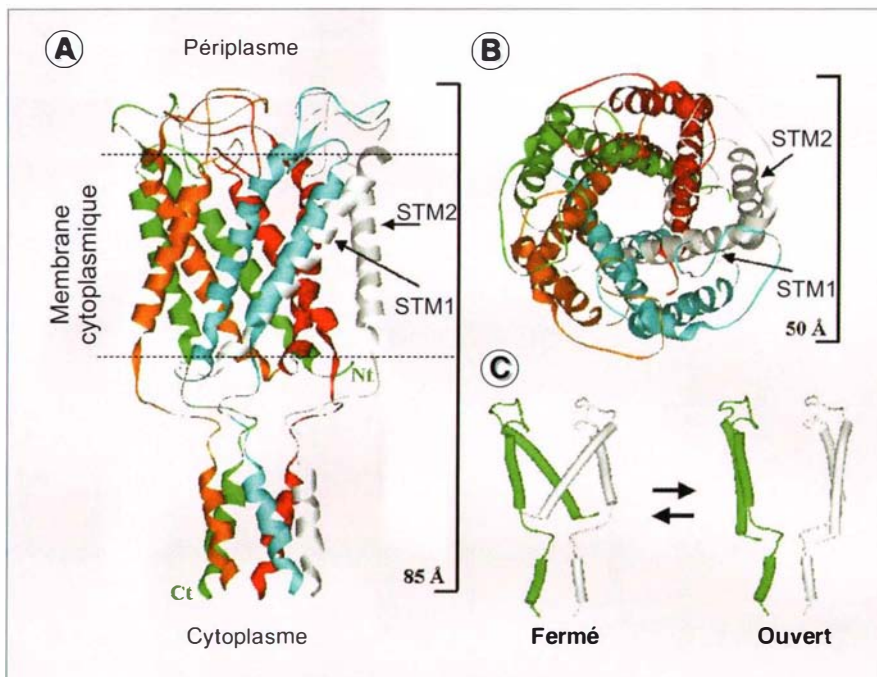 A
Périplasme
Membrane
cytoplasmique
STM2
STM1
Nt
Ct
85 Å
Cytoplasme
B
STM2
STM1
50 Å
C
Fermé
Ouvert